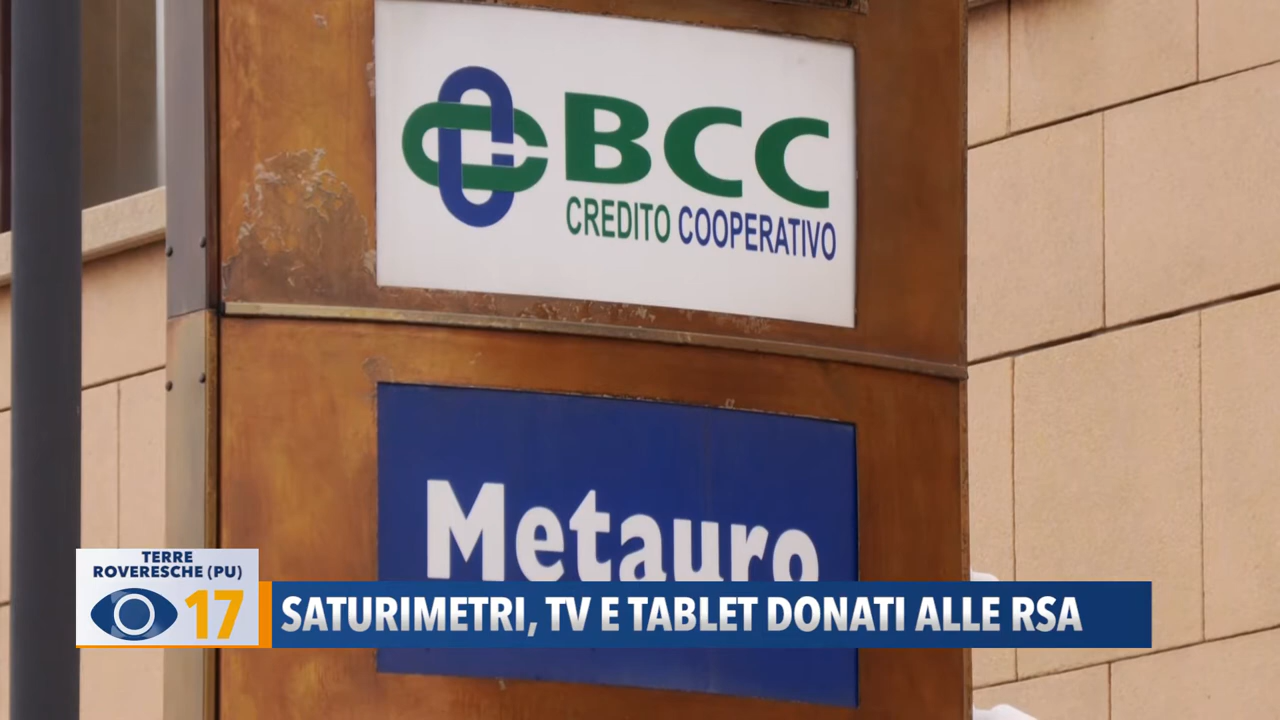 BCC
CREDITO COOPERATIVO
Metauro
TERRE
ROVERESCHE (PU)
17
SATURIMETRI, TV E TABLET DONATI ALLE RSA